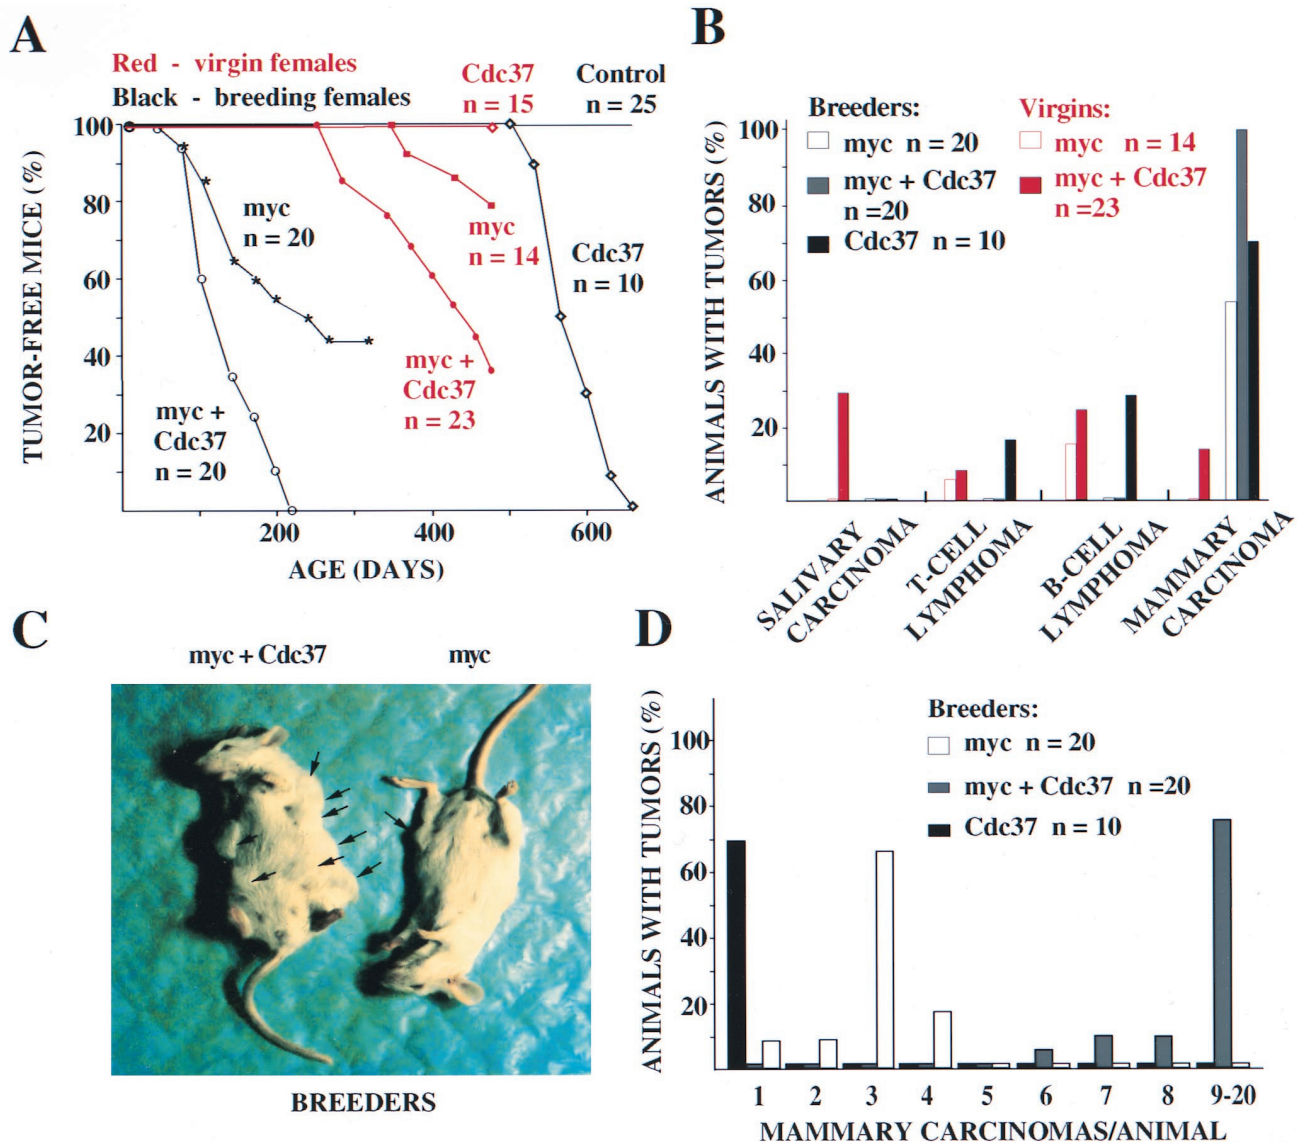 A
Red - virgin females
Black - breeding females
Cdc37
n = 15
Control
n = 25
TUMOR-FREE MICE (%)
100
80
60
40
20
myc
n = 20
myc
n = 14
Cdc37
n = 10
myc +
Cdc37
n = 23
myc +
Cdc37
n = 20
200
400
600
AGE (DAYS)
B
ANIMALS WITH TUMORS (%)
100
80
60
40
20
Breeders:
myc n = 20
myc + Cdc37
n =20
Cdc37 n = 10
Virgins:
myc n = 14
myc + Cdc37
n =23
SALIVARY
CARCINOMA
T-CELL
LYMPHOMA
B-CELL
LYMPHOMA
MAMMARY
CARCINOMA
C
myc + Cdc37
myc
BREEDERS
D
ANIMALS WITH TUMORS (%)
100
80
60
40
20
Breeders:
myc n = 20
myc + Cdc37 n =20
Cdc37 n = 10
1 2 3 4 5 6 7 8 9-20
MAMMARY CARCINOMAS/ANIMAL